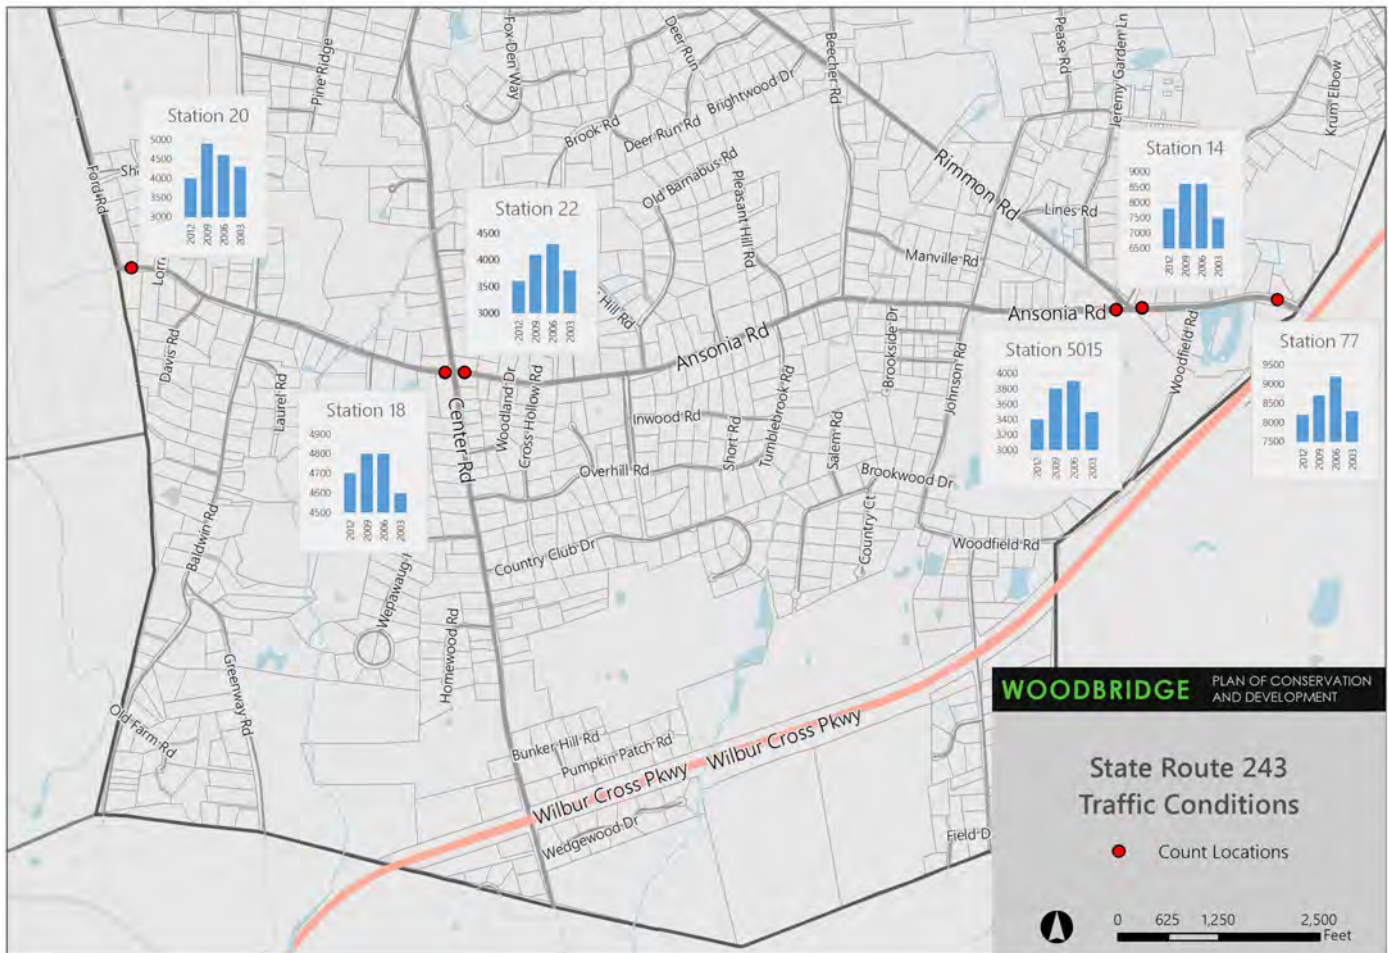 Fox Den Way
Deer Run
Pine Ridge
Beecher Rd
Pease Rd
Jeremy Garden Ln
Krum Elbow
Brightwood Dr
Brook Rd
Deer Run Rd
Old Barnabus Rd
Pleasant Hill Rd
Rimmon Rd
Lines Rd
Manville Rd
Ford Rd
Station 20
5000
4500
4000
3500
3000
2012
2009
2006
2003
Station 22
4500
4000
3500
3000
2012
2009
2006
2003
Station 14
9000
8500
8000
7500
7000
6500
2012
2009
2006
2003
Hill Rd
Ansonia Rd
Ansonia Rd
Davis Rd
Laurel Rd
Center Rd
Woodland Dr
Cross Hollow Rd
Inwood Rd
Short Rd
Tumblebrook Rd
Salem Rd
Brookside Dr
Johnson Rd
Woodfield Rd
Station 5015
4000
3800
3600
3400
3200
3000
2012
2009
2006
2003
Station 77
9500
9000
8500
8000
7500
2012
2009
2006
2003
Station 18
4900
4800
4700
4600
4500
2012
2009
2006
2003
Overhill Rd
Brookwood Dr
Country Ct
Country Club Dr
Woodfield Rd
Baldwin Rd
Homewood Rd
Greenway Rd
Old Farm Rd
Bunker Hill Rd
Pumpkin Patch Rd
Wilbur Cross Pkwy
Wilbur Cross Pkwy
Wedgewood Dr
Field D
WOODBRIDGE
PLAN OF CONSERVATION
AND DEVELOPMENT
State Route 243
Traffic Conditions
Count Locations
0 625 1,250 2,500
Feet